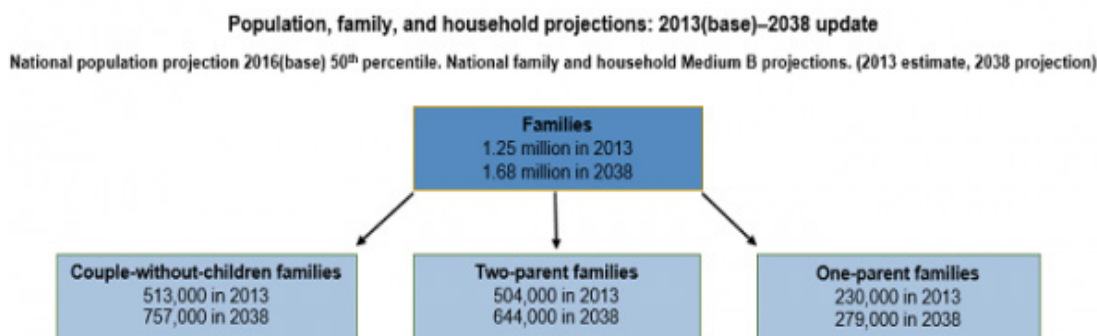 Population, family, and household projections: 2013(base)–2038 update
National population projection 2016(base) 50th percentile. National family and household Medium B projections. (2013 estimate, 2038 projection)
Families
1.25 million in 2013
1.68 million in 2038
Couple-without-children families
513,000 in 2013
757,000 in 2038
Two-parent families
504,000 in 2013
644,000 in 2038
One-parent families
230,000 in 2013
279,000 in 2038